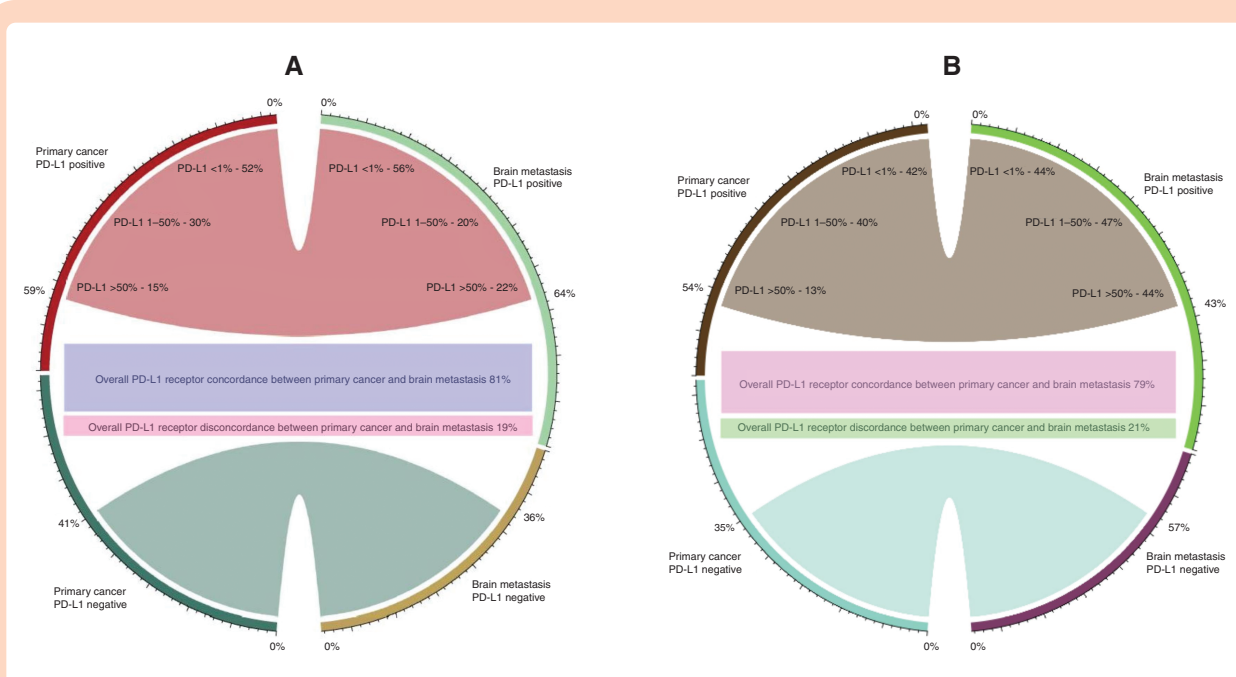 A
0%
0%
Primary cancer
PD-L1 positive
PD-L1 <1% - 52%
PD-L1 <1% - 56%
Brain metastasis
PD-L1 positive
PD-L1 1–50% - 30%
PD-L1 1–50% - 20%
59%
PD-L1 >50% - 15%
PD-L1 >50% - 22%
64%
Overall PD-L1 receptor concordance between primary cancer and brain metastasis 81%
Overall PD-L1 receptor disconcordance between primary cancer and brain metastasis 19%
41%
36%
Primary cancer
PD-L1 negative
Brain metastasis
PD-L1 negative
0%
0%
B
0%
0%
Primary cancer
PD-L1 positive
PD-L1 <1% - 42%
PD-L1 <1% - 44%
Brain metastasis
PD-L1 positive
PD-L1 1–50% - 40%
PD-L1 1–50% - 47%
54%
PD-L1 >50% - 13%
PD-L1 >50% - 44%
43%
Overall PD-L1 receptor concordance between primary cancer and brain metastasis 79%
Overall PD-L1 receptor discordance between primary cancer and brain metastasis 21%
35%
57%
Primary cancer
PD-L1 negative
Brain metastasis
PD-L1 negative
0%
0%